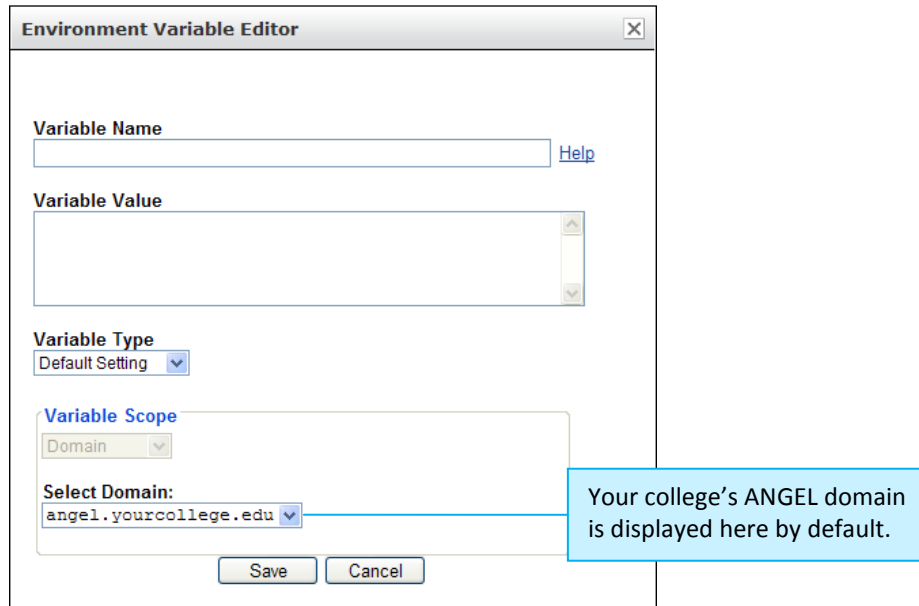 Environment Variable Editor
Variable Name
Help
Variable Value
Variable Type
Default Setting
Variable Scope
Domain
Select Domain:
angel.yourcollege.edu
Your college’s ANGEL domain
is displayed here by default.
Save Cancel